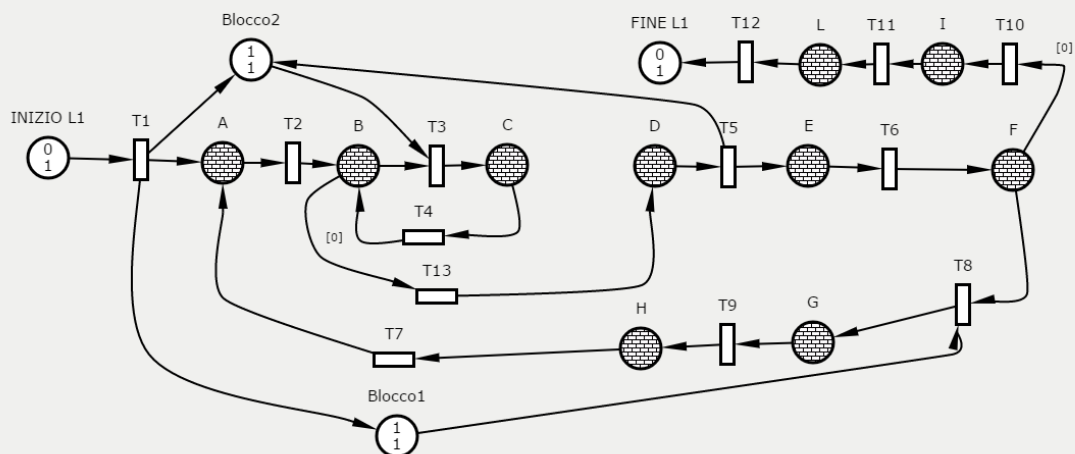 Blocco2
1
1
FINE L1
0
1
T12
L
T11
I
T10
[0]
INIZIO L1
0
1
T1
A
T2
B
T3
C
D
T5
E
T6
F
T4
[0]
T13
T8
T7
H
T9
G
Blocco1
1
1